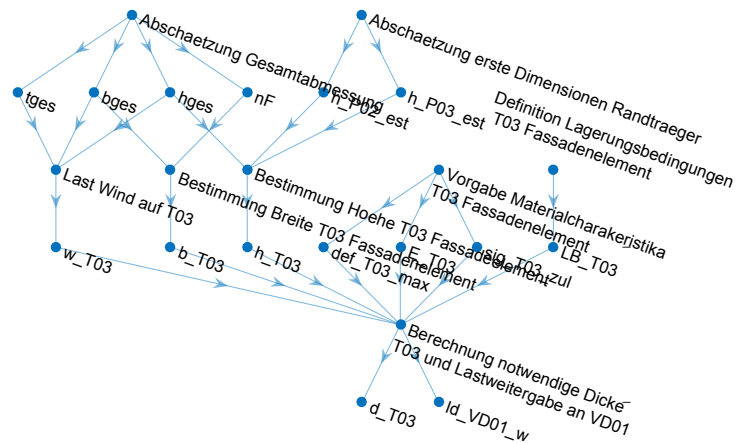 Abschaetzung Gesamtabmessung
Abschaetzung erste Dimensionen Randtraeger
tges
bges
hges
nF
h_P02_est
h_P03_est
Definition Lagerungsbedingungen
T03 Fassadenelement
Last Wind auf T03
Bestimmung Breite T03 Fassadenelement
Bestimmung Hoehe T03 Fassadenelement
Vorgabe Materialcharakeristika
T03 Fassadenelement
w_T03
b_T03
h_T03
def_T03_max
E_T03
sig_T03_zul
LB_T03
Berechnung notwendige Dicke
T03 und Lastweitergabe an VD01
d_T03
ld_VD01_w